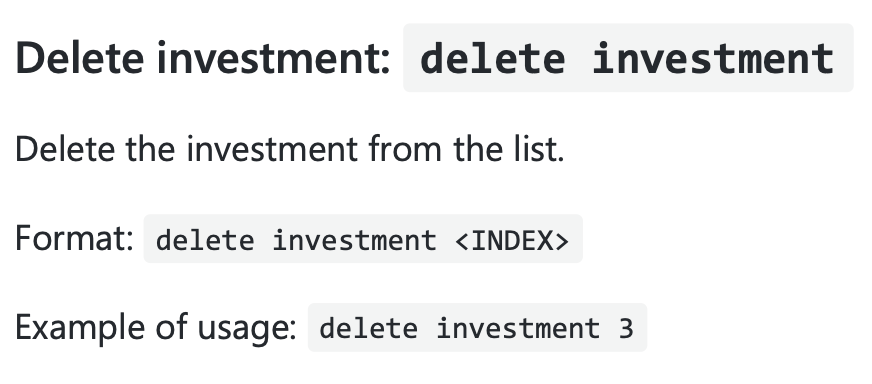 Delete investment: delete investment
Delete the investment from the list.
Format: delete investment <INDEX>
Example of usage: delete investment 3